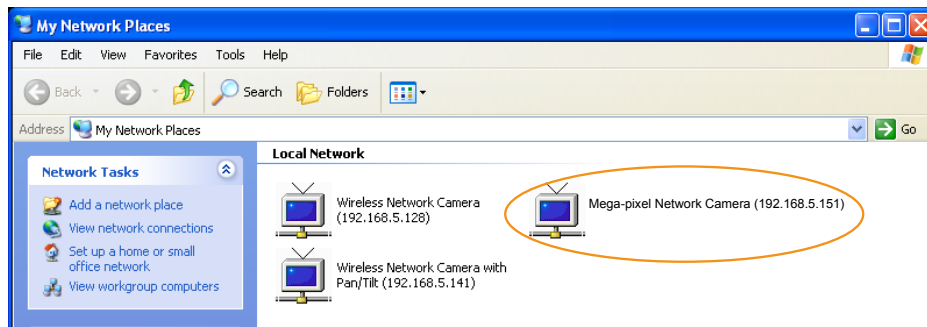 My Network Places
File Edit View Favorites Tools Help
Back Search Folders
Address My Network Places Go
Network Tasks
Add a network place
View network connections
Set up a home or small
office network
View workgroup computers
Local Network
Wireless Network Camera
(192.168.5.128)
Mega-pixel Network Camera (192.168.5.151)
Wireless Network Camera with
Pan/Tilt (192.168.5.141)